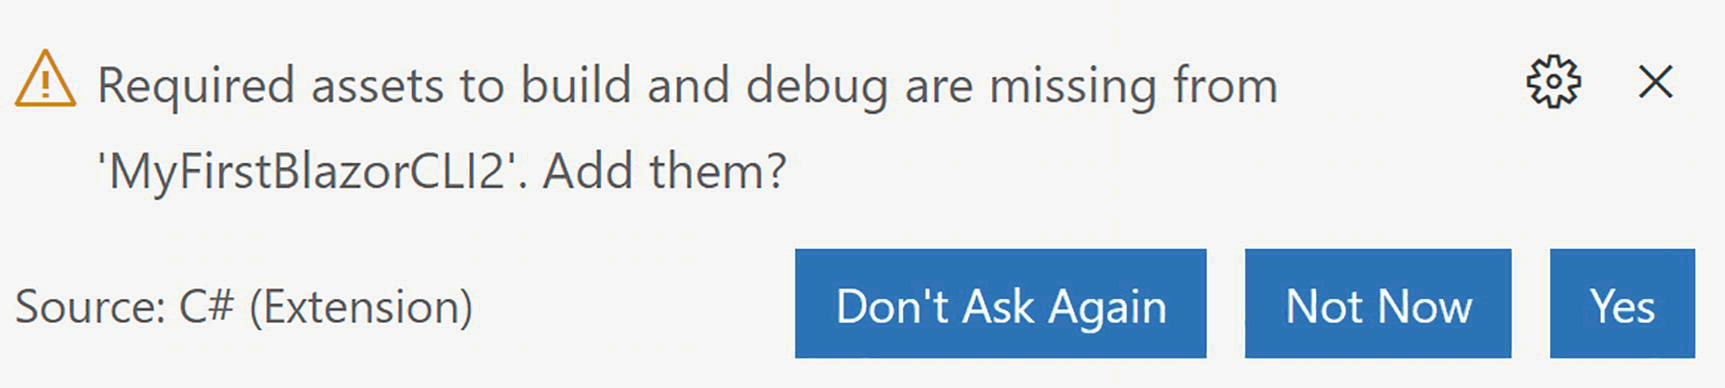 Required assets to build and debug are missing from
'MyFirstBlazorCLI2'. Add them?
Source: C# (Extension)
Don't Ask Again
Not Now
Yes